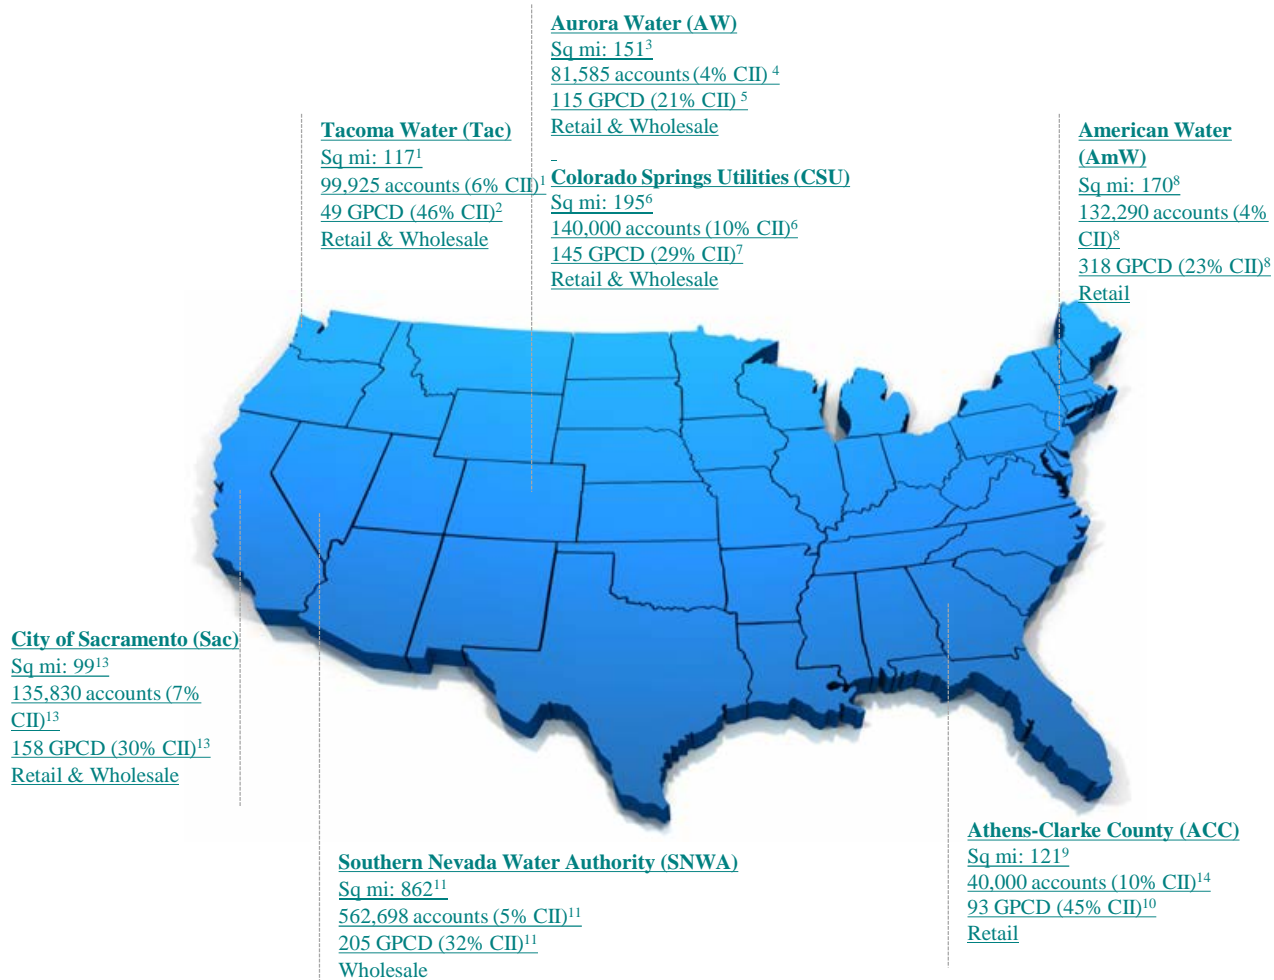 Aurora Water (AW)
Sq mi: 151³
81,585 accounts (4% CII) ⁴
115 GPCD (21% CII) ⁵
Retail & Wholesale
Tacoma Water (Tac)
Sq mi: 117¹
99,925 accounts (6% CII)¹
49 GPCD (46% CII)²
Retail & Wholesale
Colorado Springs Utilities (CSU)
Sq mi: 195⁶
140,000 accounts (10% CII)⁶
145 GPCD (29% CII)⁷
Retail & Wholesale
American Water
(AmW)
Sq mi: 170⁸
132,290 accounts (4%
CII)⁸
318 GPCD (23% CII)⁸
Retail
City of Sacramento (Sac)
Sq mi: 99¹³
135,830 accounts (7%
CII)¹³
158 GPCD (30% CII)¹³
Retail & Wholesale
Southern Nevada Water Authority (SNWA)
Sq mi: 862¹¹
562,698 accounts (5% CII)¹¹
205 GPCD (32% CII)¹¹
Wholesale
Athens-Clarke County (ACC)
Sq mi: 121⁹
40,000 accounts (10% CII)¹⁴
93 GPCD (45% CII)¹⁰
Retail